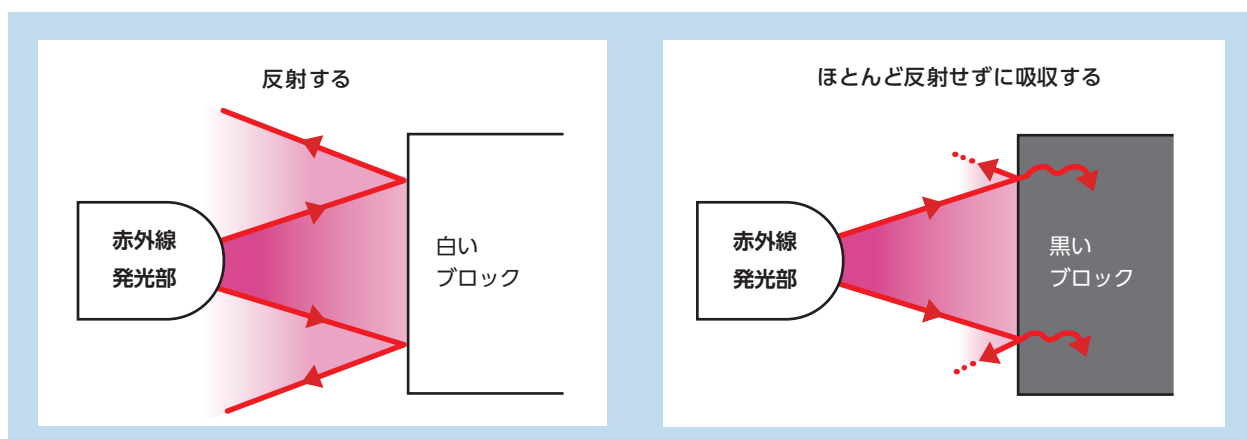 反射する
赤外線
発光部
白い
ブロック
ほとんど反射せずに吸収する
赤外線
発光部
黒い
ブロック